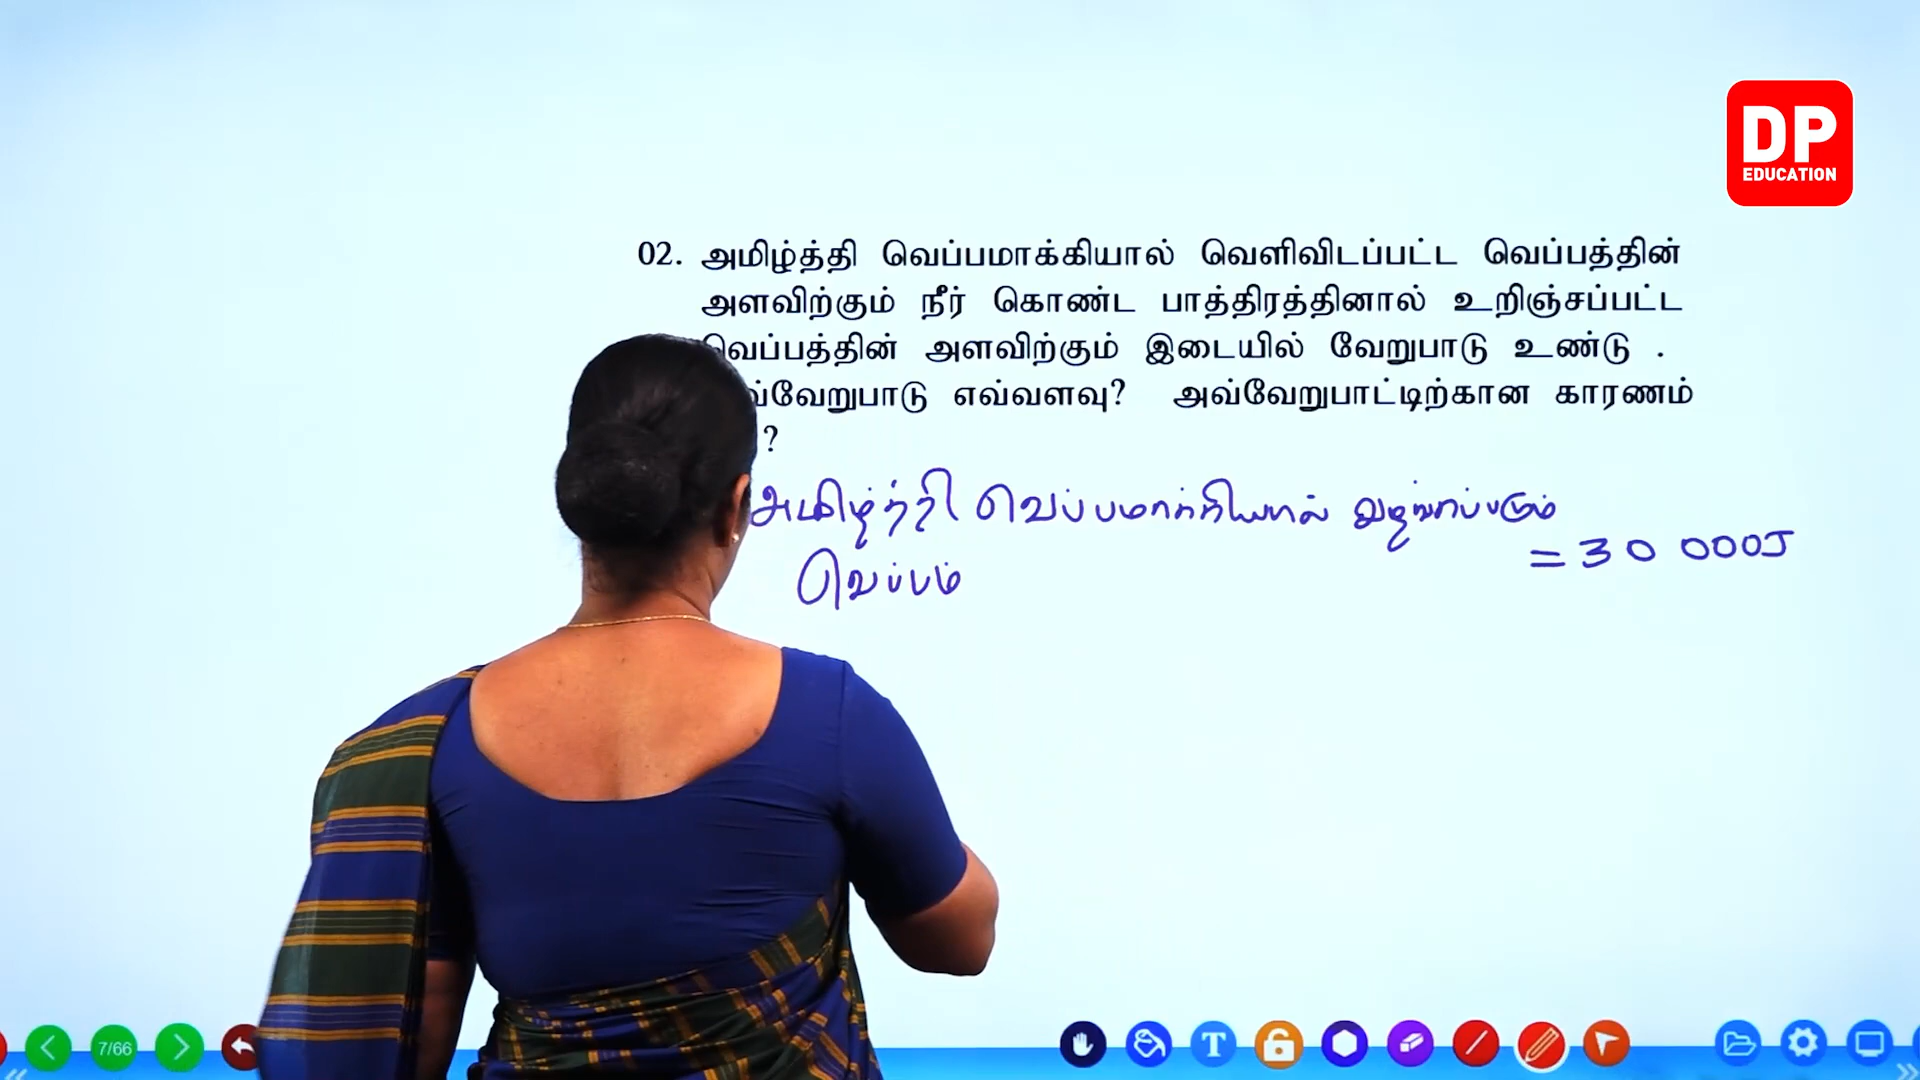 DP
EDUCATION
02. அமிழ்த்தி வெப்பமாக்கியால் வெளிவிடப்பட்ட வெப்பத்தின்
அளவிற்கும் நீர் கொண்ட பாத்திரத்தினால் உறிஞ்சப்பட்ட
வெப்பத்தின் அளவிற்கும் இடையில் வேறுபாடு உண்டு .
வ்வேறுபாடு எவ்வளவு? அவ்வேறுபாட்டிற்கான காரணம்
?
அமிழ்த்தி வெப்பமாக்கியால் வழங்கப்படும்
வெப்பம் = 30 000J
7/66
T